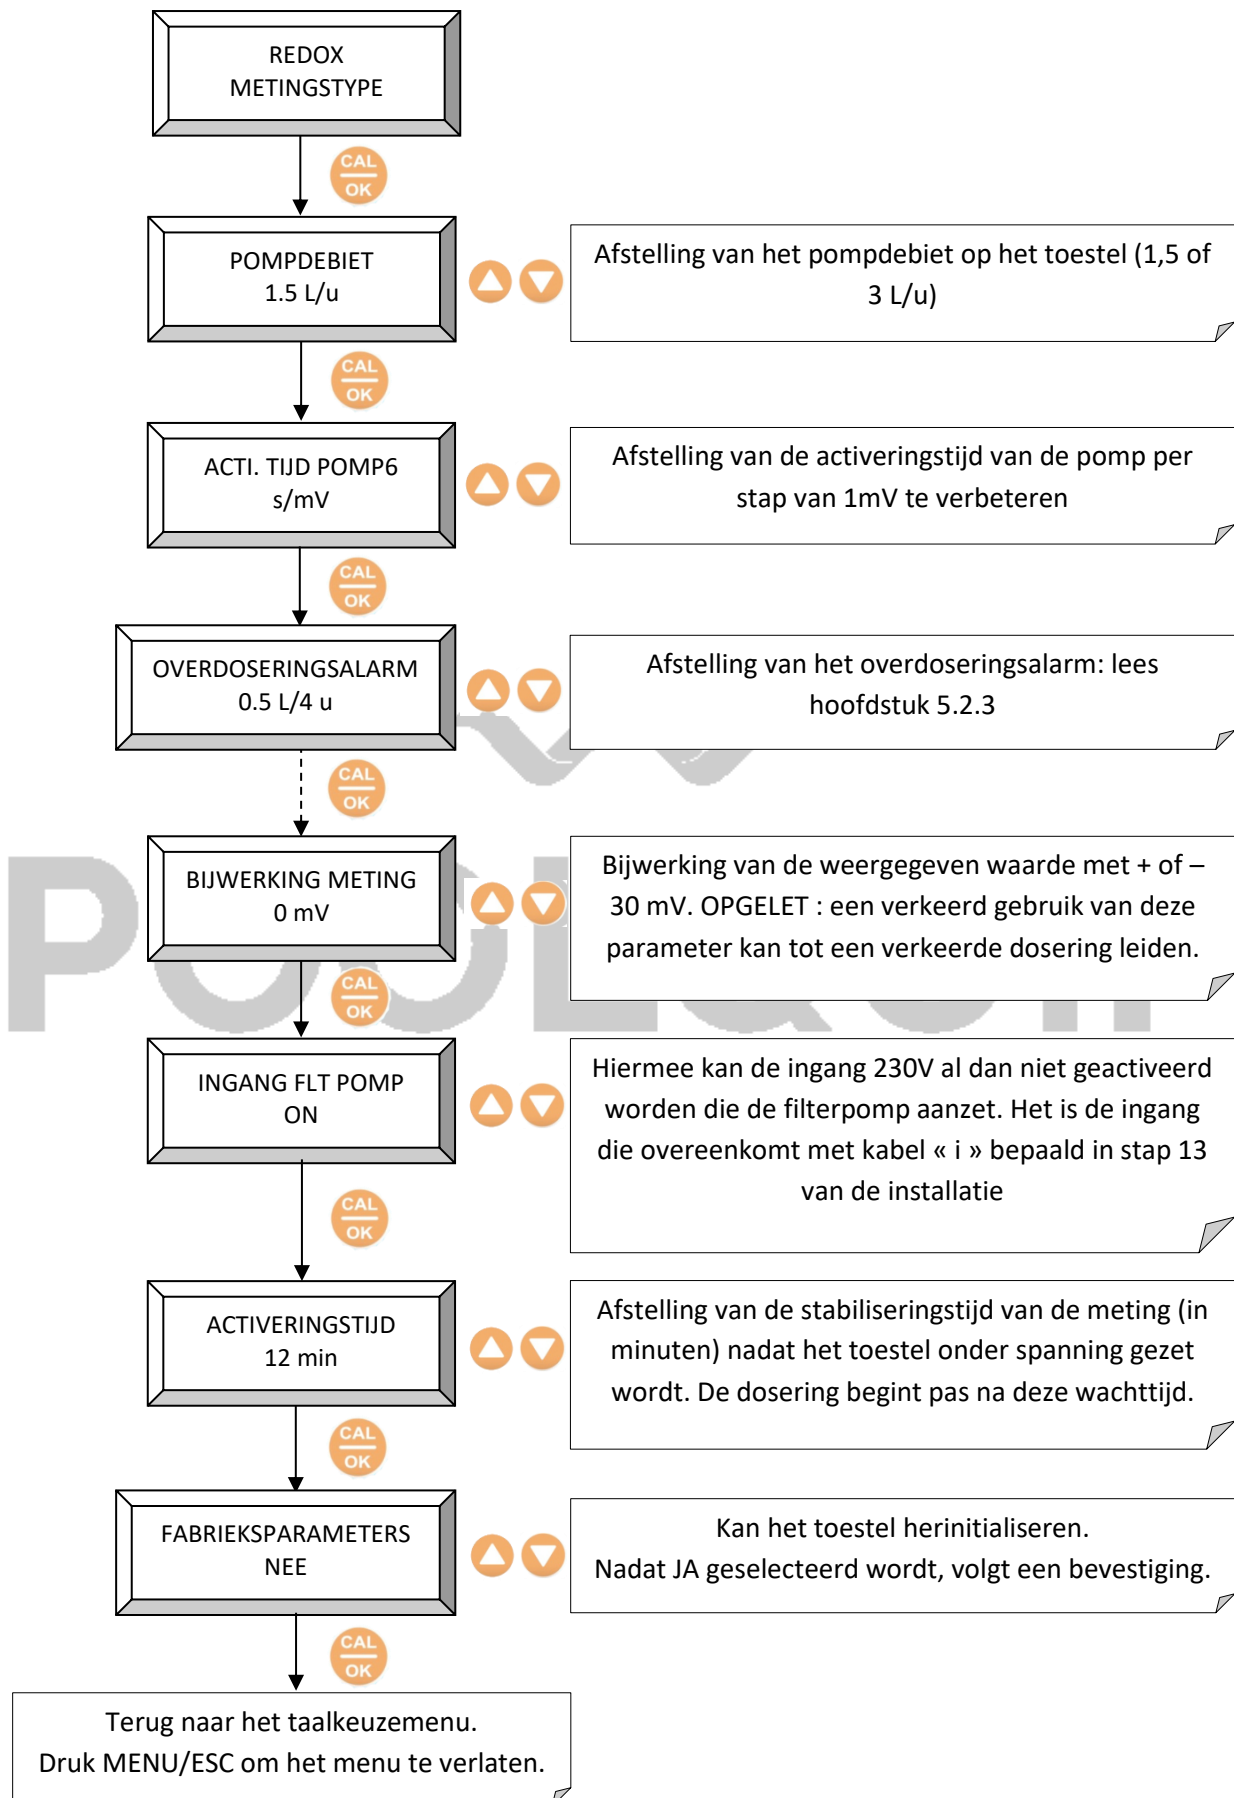 REDOX
METINGSTYPE
CAL
OK
POMPDEBIET
1.5 L/u
Afstelling van het pompdebiet op het toestel (1,5 of
3 L/u)
CAL
OK
ACTI. TIJD POMP6
s/mV
Afstelling van de activeringstijd van de pomp per
stap van 1mV te verbeteren
CAL
OK
OVERDOSERINGSALARM
0.5 L/4 u
Afstelling van het overdoseringsalarm: lees
hoofdstuk 5.2.3
CAL
OK
BIJWERKING METING
0 mV
Bijwerking van de weergegeven waarde met + of –
30 mV. OPGELET : een verkeerd gebruik van deze
parameter kan tot een verkeerde dosering leiden.
CAL
OK
INGANG FLT POMP
ON
Hiermee kan de ingang 230V al dan niet geactiveerd
worden die de filterpomp aanzet. Het is de ingang
die overeenkomt met kabel « i » bepaald in stap 13
van de installatie
CAL
OK
ACTIVERINGSTIJD
12 min
Afstelling van de stabiliseringstijd van de meting (in
minuten) nadat het toestel onder spanning gezet
wordt. De dosering begint pas na deze wachttijd.
CAL
OK
FABRIEKSPARAMETERS
NEE
Kan het toestel herinitialiseren.
Nadat JA geselecteerd wordt, volgt een bevestiging.
CAL
OK
Terug naar het taalkeuzemenu.
Druk MENU/ESC om het menu te verlaten.